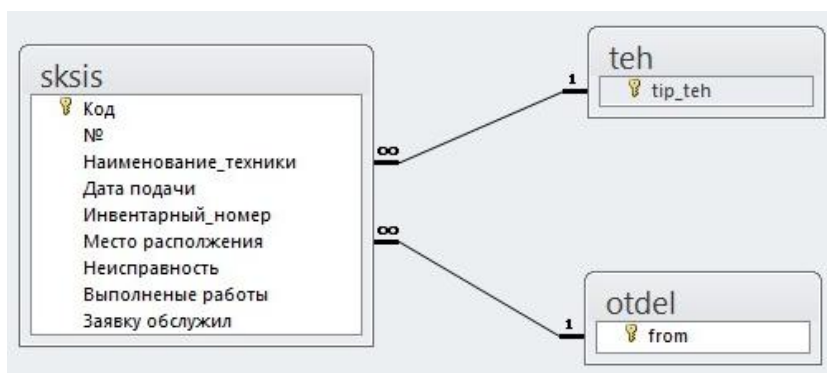 sksis
Код
№
Наименование_техники
Дата подачи
Инвентарный_номер
Место располжения
Неисправность
Выполненые работы
Заявку обслужил
∞
∞
1
teh
tip_teh
1
otdel
from